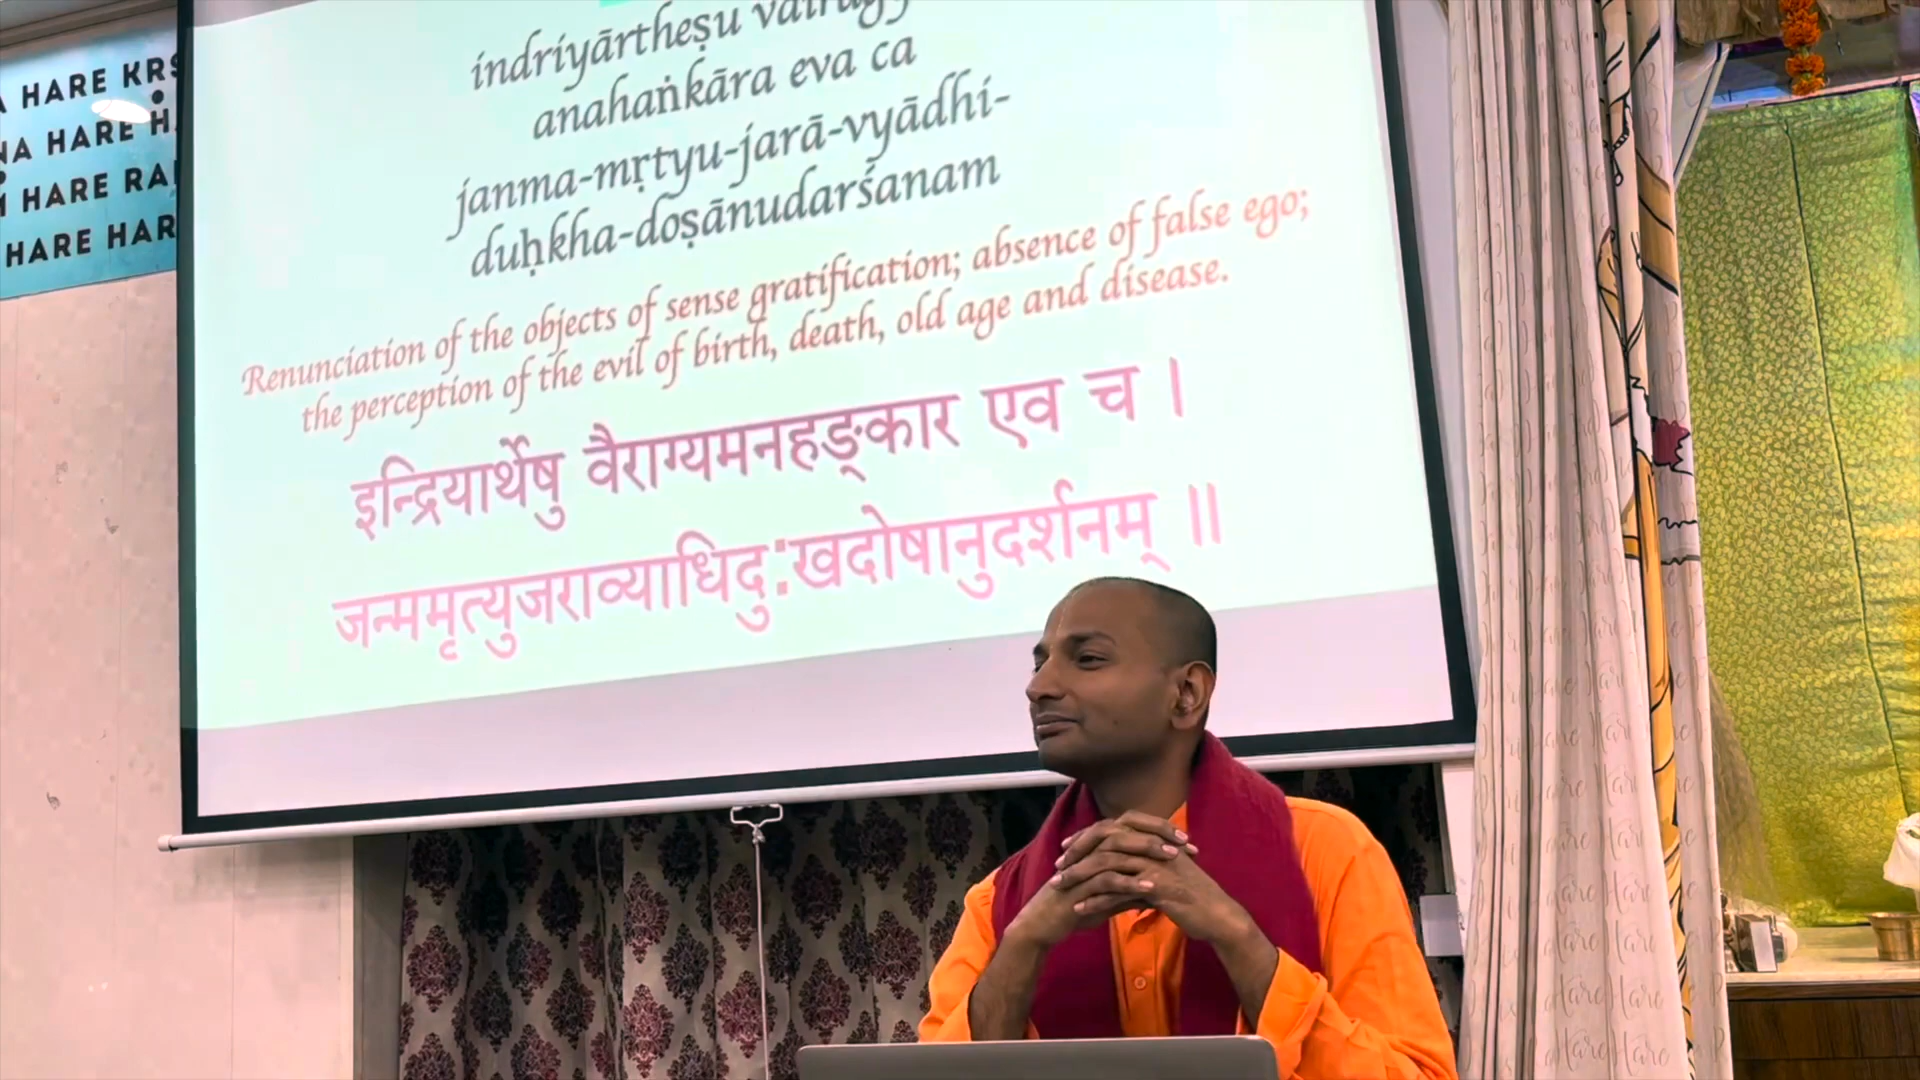 HARE KṚṢ
HARE
HARE RA
HARE HAR
indriyārtheṣu
anahaṅkāra eva ca
janma-mṛtyu-jarā-vyādhi-
duḥkha-doṣānudarśanam
Renunciation of the objects of sense gratification; absence of false ego;
the perception of the evil of birth, death, old age and disease.
इन्द्रियार्थेषु वैराग्यमनहङ्कार एव च ।
जन्ममृत्युजराव्याधिदु:खदोषानुदर्शनम् ॥